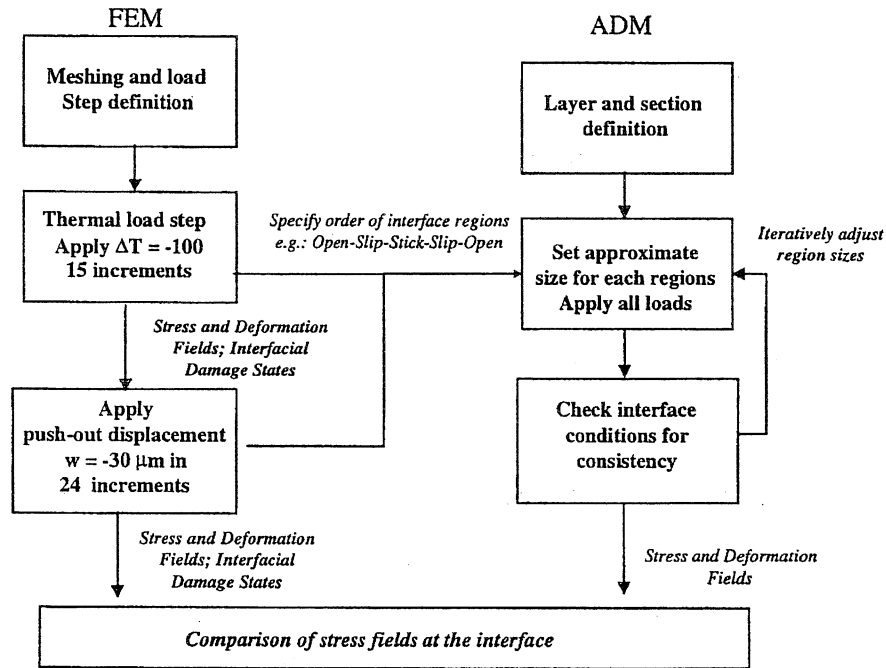 FEM
Meshing and load
Step definition
Thermal load step
Apply ΔT = -100
15 increments
Stress and Deformation
Fields; Interfacial
Damage States
Apply
push-out displacement
w = -30 μm in
24 increments
Stress and Deformation
Fields; Interfacial
Damage States
Specify order of interface regions
e.g.: Open-Slip-Stick-Slip-Open
ADM
Layer and section
definition
Set approximate
size for each regions
Apply all loads
Iteratively adjust
region sizes
Check interface
conditions for
consistency
Stress and Deformation
Fields
Comparison of stress fields at the interface